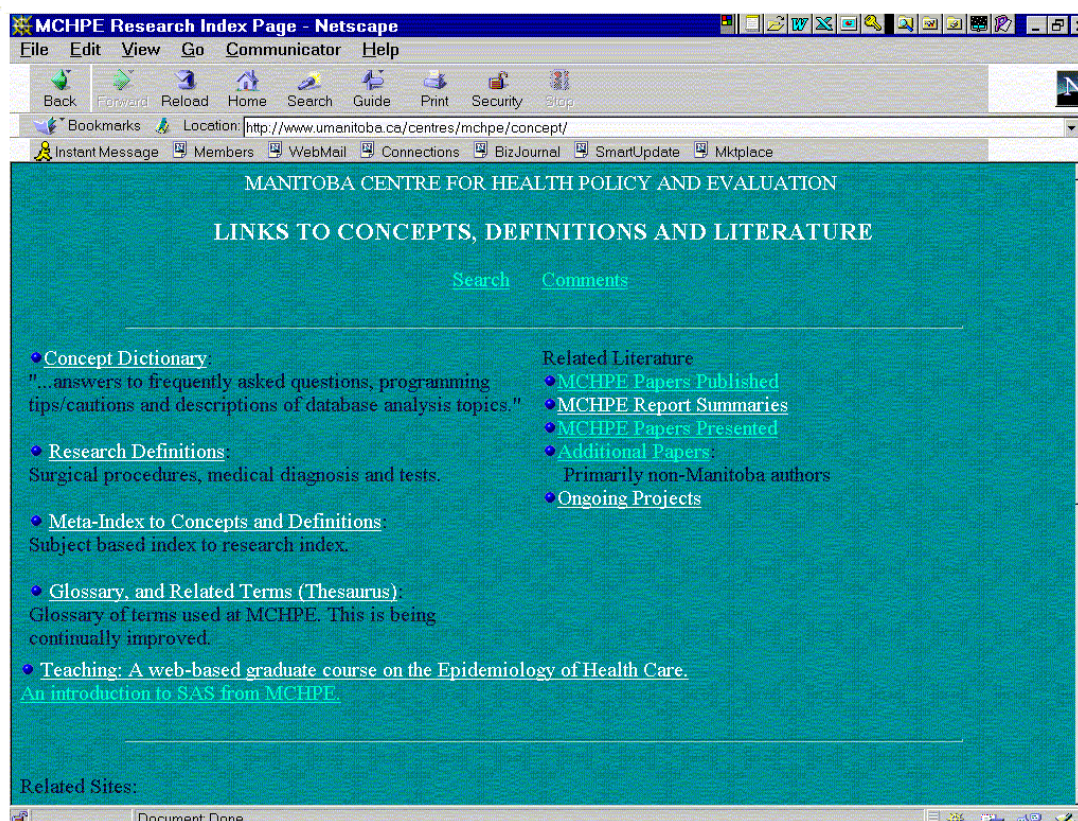 MCHPE Research Index Page - Netscape
File Edit View Go Communicator Help
Back Forward Reload Home Search Guide Print Security Stop
Bookmarks Location: http://www.umanitoba.ca/centres/mchpe/concept/
Instant Message Members WebMail Connections BizJournal SmartUpdate Mktplace
MANITOBA CENTRE FOR HEALTH POLICY AND EVALUATION
LINKS TO CONCEPTS, DEFINITIONS AND LITERATURE
Search Comments
Concept Dictionary:
"...answers to frequently asked questions, programming
tips/cautions and descriptions of database analysis topics."
Research Definitions:
Surgical procedures, medical diagnosis and tests.
Meta-Index to Concepts and Definitions:
Subject based index to research index.
Glossary, and Related Terms (Thesaurus):
Glossary of terms used at MCHPE. This is being
continually improved.
Related Literature
MCHPE Papers Published
MCHPE Report Summaries
MCHPE Papers Presented
Additional Papers:
Primarily non-Manitoba authors
Ongoing Projects
Teaching: A web-based graduate course on the Epidemiology of Health Care.
An introduction to SAS from MCHPE.
Related Sites:
Document: Done